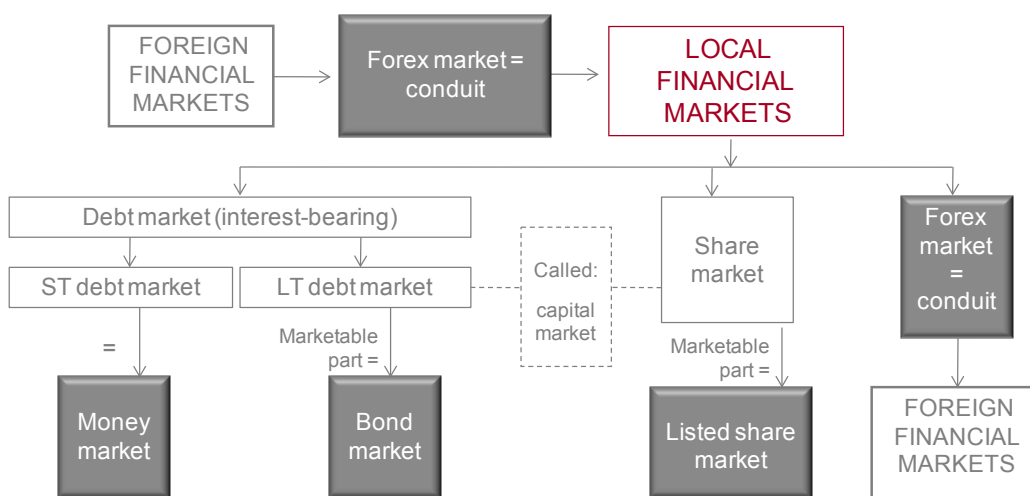 FOREIGN
FINANCIAL
MARKETS
Forex market =
conduit
LOCAL
FINANCIAL
MARKETS
Debt market (interest-bearing)
ST debt market
LT debt market
Called:
capital
market
Share
market
Forex
market
=
conduit
=
Marketable
part =
Marketable
part =
Money
market
Bond
market
Listed share
market
FOREIGN
FINANCIAL
MARKETS